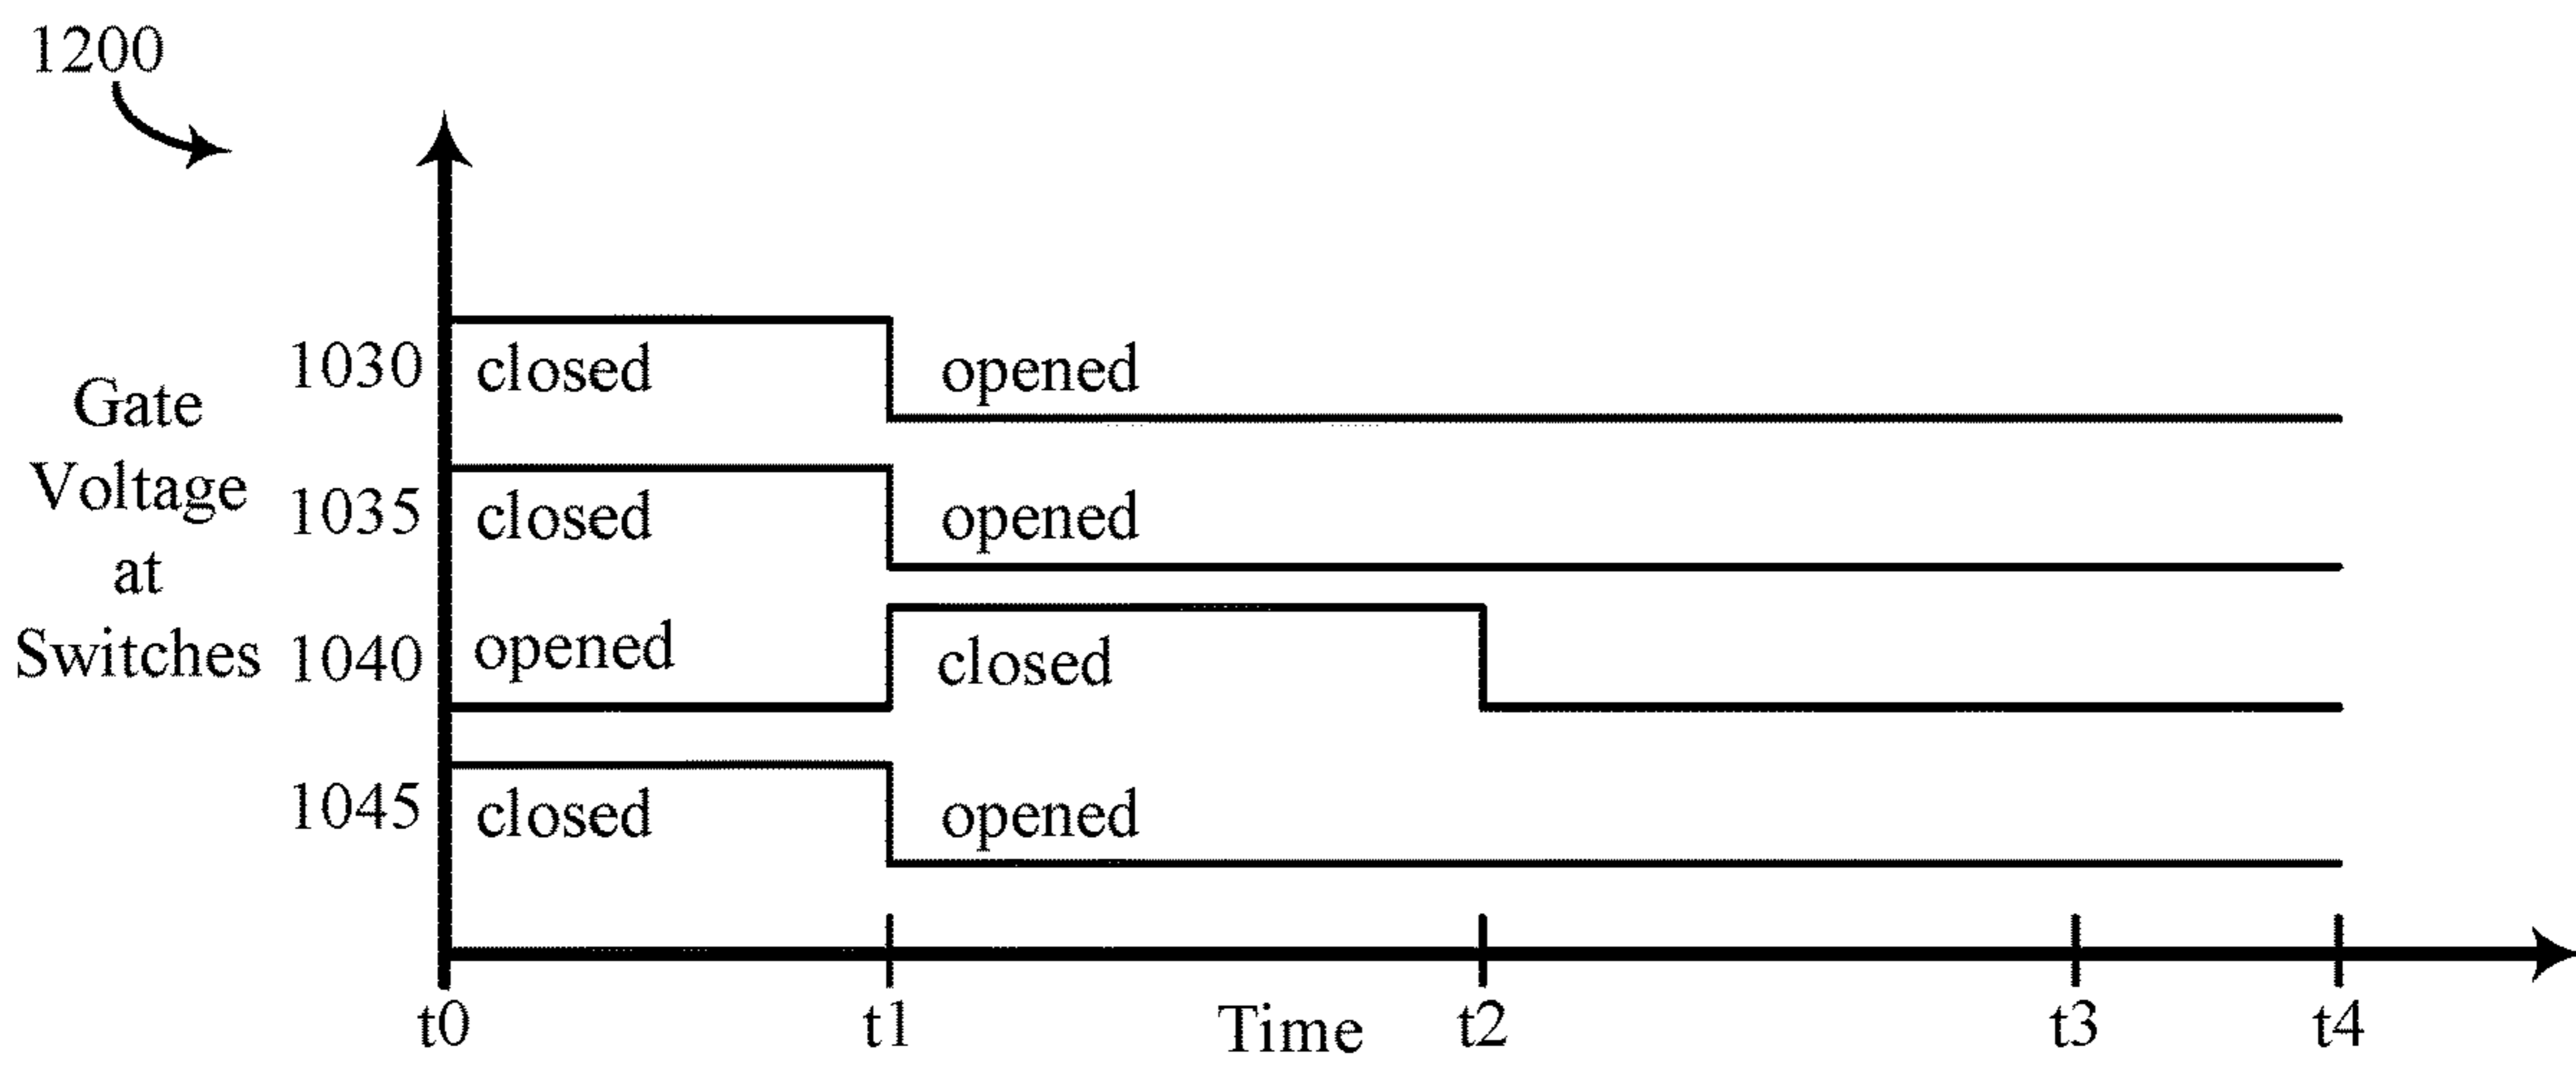 1200
1030 closed opened
Gate
Voltage
at
Switches
1035 closed opened
1040 opened closed
1045 closed opened
t0 t1 Time t2 t3 t4